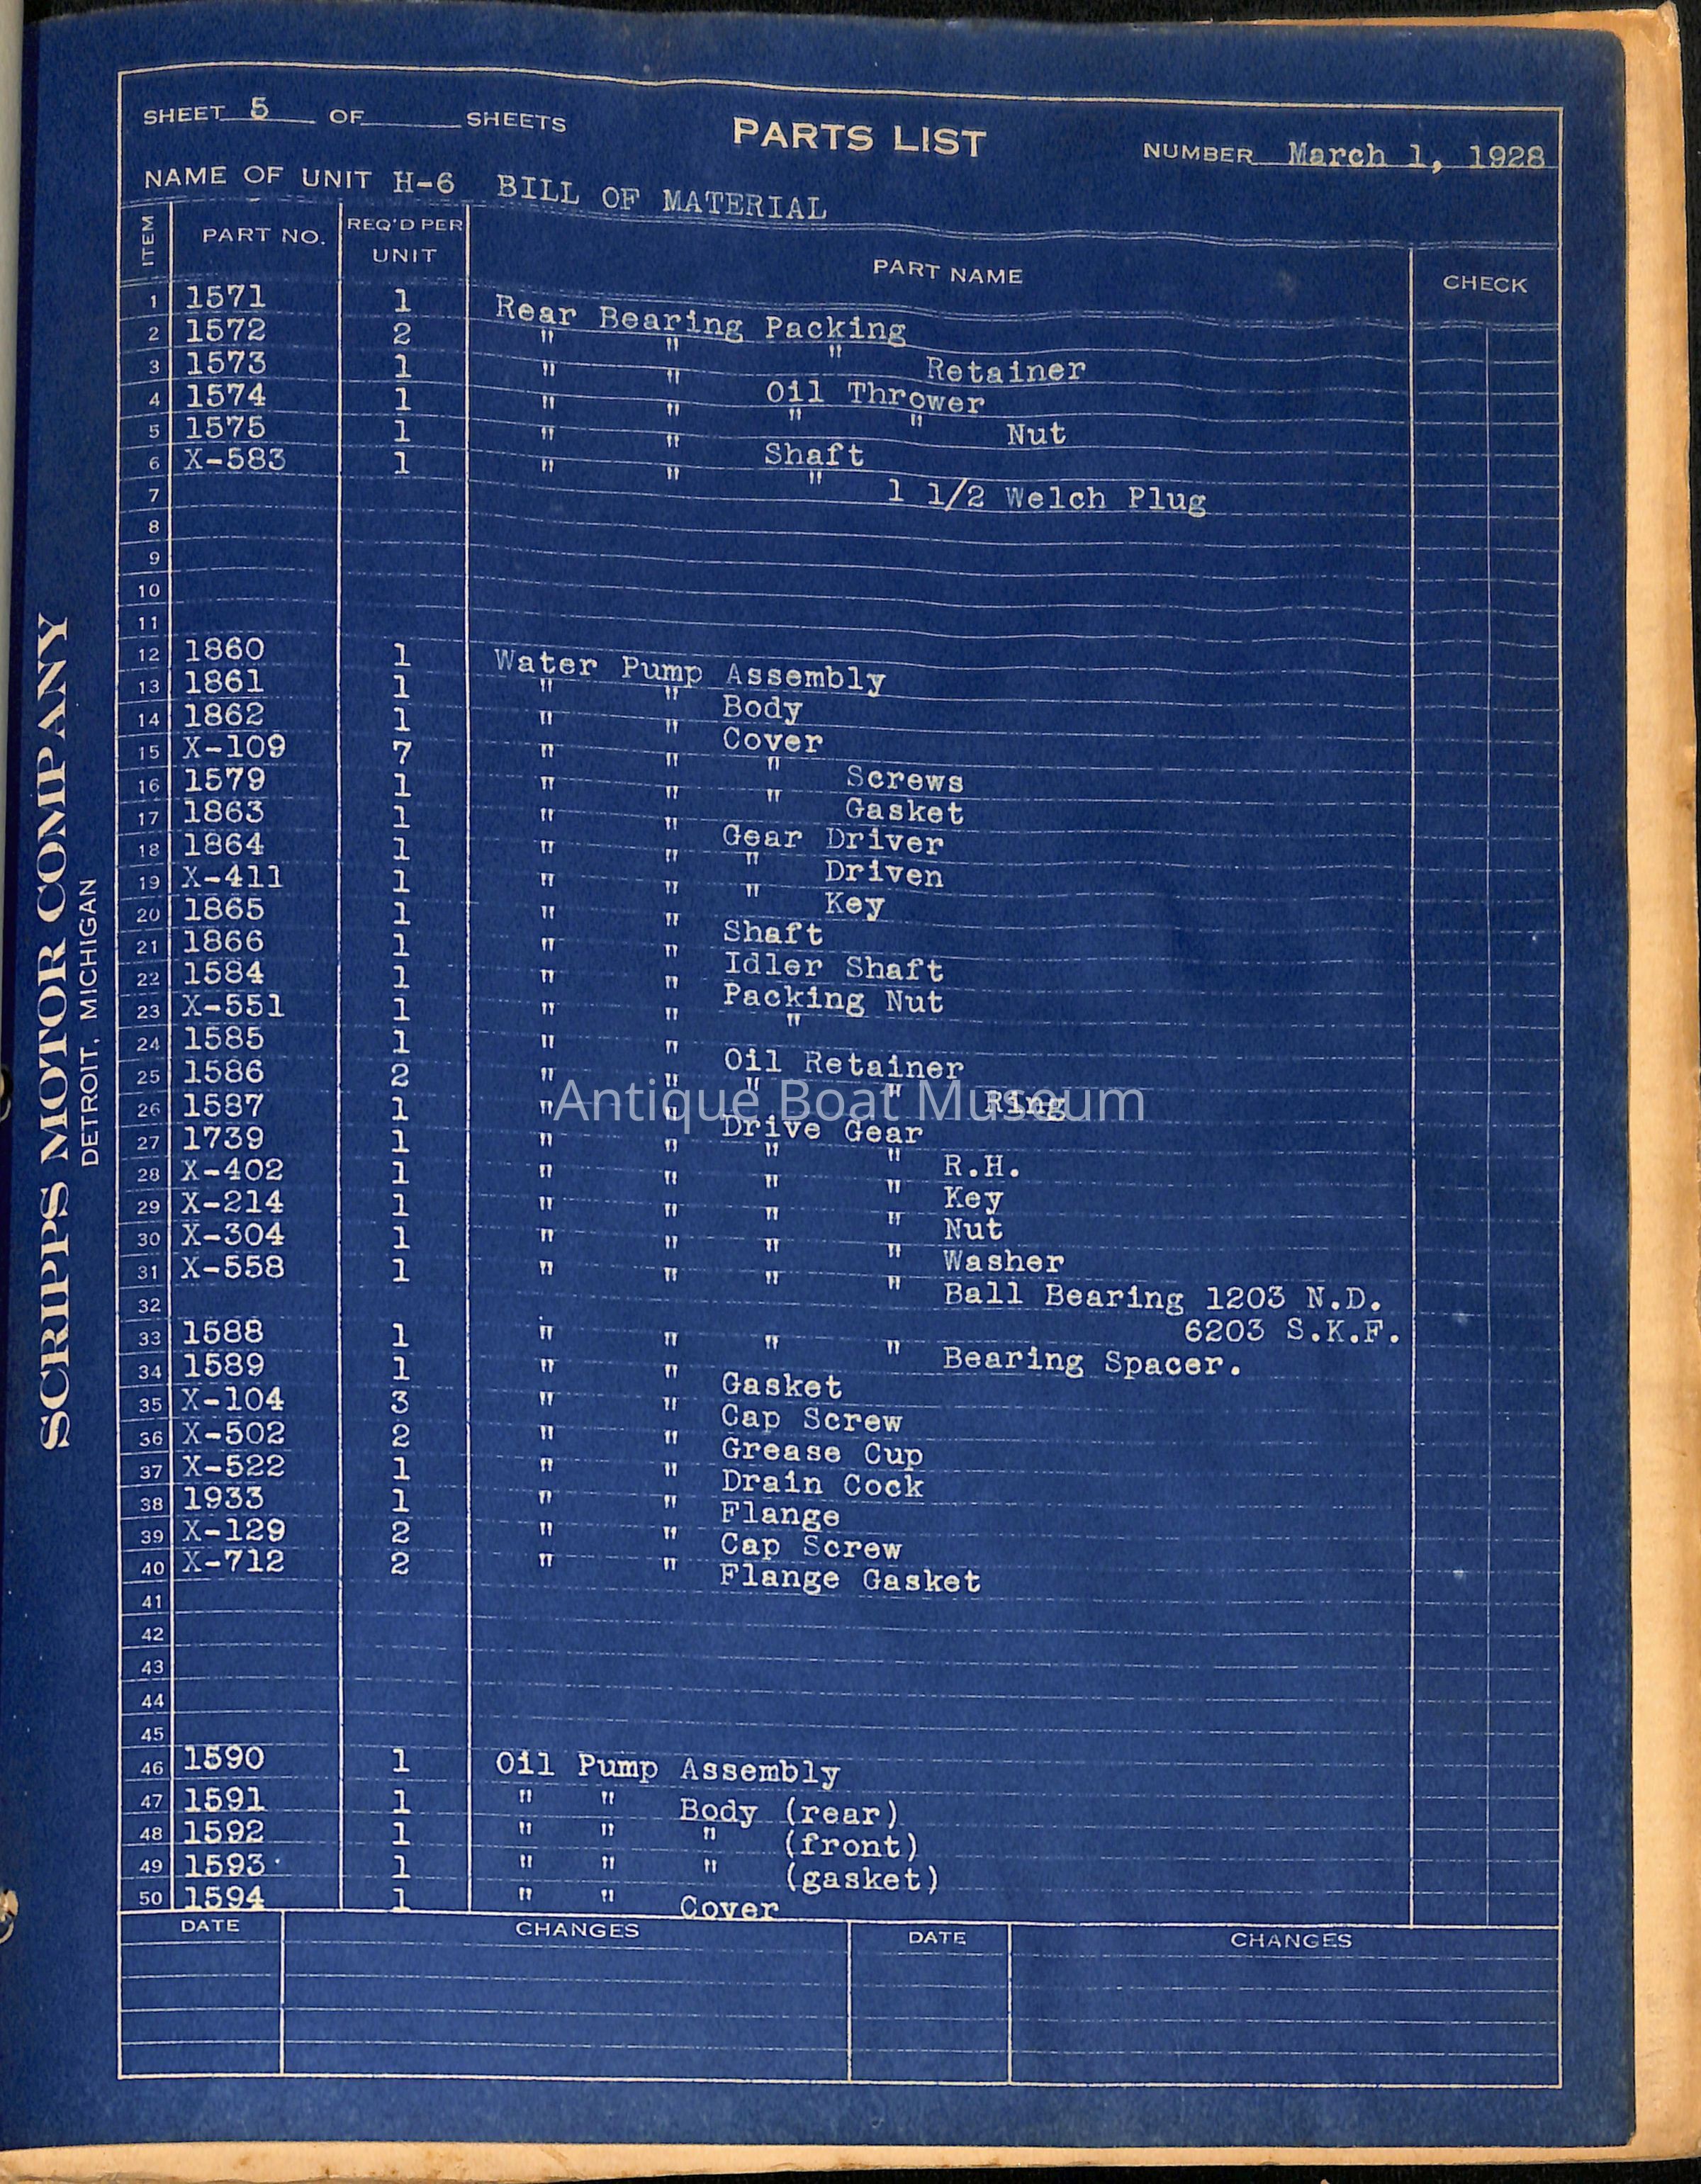 SHEET 5 OF SHEETS
PARTS LIST
NUMBER March 1, 1928
NAME OF UNIT H-6 BILL OF MATERIAL
ITEM PART NO. REQ'D PER UNIT PART NAME CHECK
1 1571 1 Rear Bearing Packing
2 1572 2 " " " Retainer
3 1573 1 " " Oil Thrower
4 1574 1 " " " " Nut
5 1575 1 " " Shaft
6 X-583 1 " " " 1 1/2 Welch Plug
7
8
9
10
11
12 1860 1 Water Pump Assembly
13 1861 1 " " Body
14 1862 1 " " Cover
15 X-109 7 " " " Screws
16 1579 1 " " " Gasket
17 1863 1 " " Gear Driver
18 1864 1 " " " Driven
19 X-411 1 " " " Key
20 1865 1 " " Shaft
21 1866 1 " " Idler Shaft
22 1584 1 " " Packing Nut
23 X-551 1 " " "
24 1585 1 " " Oil Retainer
25 1586 2 " " " " Ring
26 1587 1 " " Drive Gear
27 1739 1 " " " " R.H.
28 X-402 1 " " " " Key
29 X-214 1 " " " " Nut
30 X-304 1 " " " " Washer
31 X-558 1 " " " " Ball Bearing 1203 N.D.
32 6203 S.K.F.
33 1588 1 " " " " Bearing Spacer.
34 1589 1 " " Gasket
35 X-104 3 " " Cap Screw
36 X-502 2 " " Grease Cup
37 X-522 1 " " Drain Cock
38 1933 1 " " Flange
39 X-129 2 " " Cap Screw
40 X-712 2 " " Flange Gasket
41
42
43
44
45
46 1590 1 Oil Pump Assembly
47 1591 1 " " Body (rear)
48 1592 1 " " " (front)
49 1593 1 " " " (gasket)
50 1594 1 " " Cover
DATE CHANGES DATE CHANGES
SCRIPPS MOTOR COMPANY
DETROIT, MICHIGAN
Antique Boat Museum